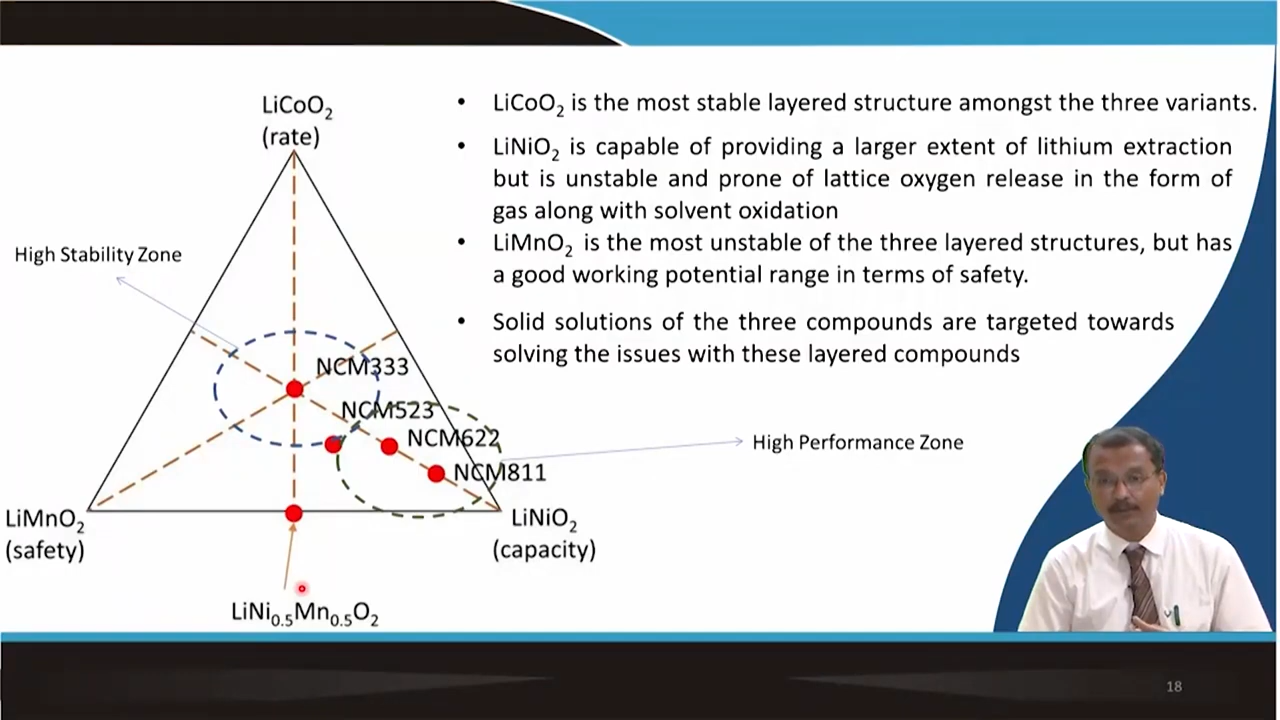 LiCoO₂
(rate)
High Stability Zone
NCM333
NCM523
NCM622
NCM811
High Performance Zone
LiMnO₂
(safety)
LiNiO₂
(capacity)
LiNi₀.₅Mn₀.₅O₂
• LiCoO₂ is the most stable layered structure amongst the three variants.
• LiNiO₂ is capable of providing a larger extent of lithium extraction
but is unstable and prone of lattice oxygen release in the form of
gas along with solvent oxidation
• LiMnO₂ is the most unstable of the three layered structures, but has
a good working potential range in terms of safety.
• Solid solutions of the three compounds are targeted towards
solving the issues with these layered compounds
18